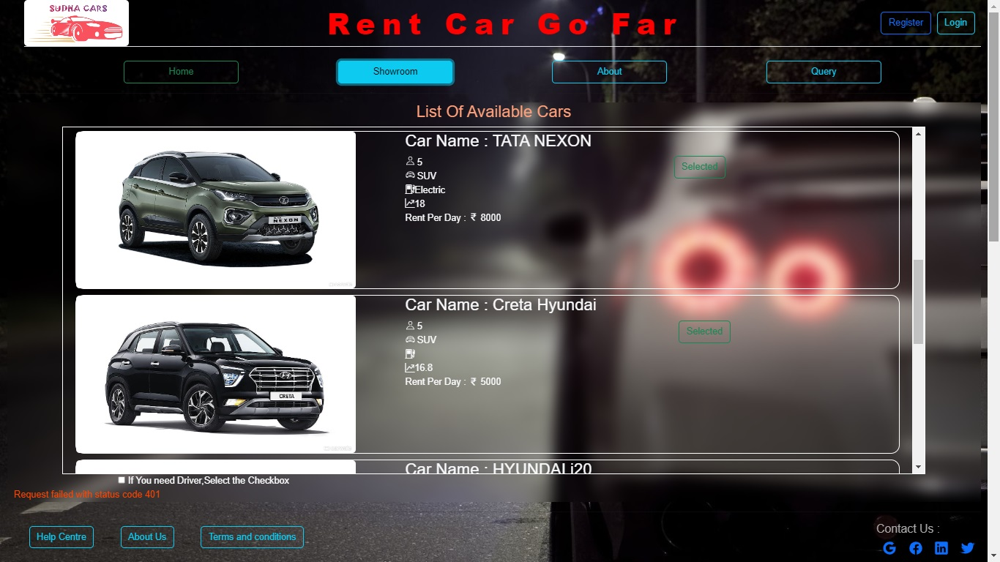 SUDHA CARS
Rent Car Go Far
Register
Login
Home
Showroom
About
Query
List Of Available Cars
Car Name : TATA NEXON
5
SUV
Electric
18
Rent Per Day : ₹ 8000
Selected
NEXON
Car Name : Creta Hyundai
5
SUV
16.8
Rent Per Day : ₹ 5000
Selected
CRETA
Car Name : HYUNDAI i20
If You need Driver,Select the Checkbox
Request failed with status code 401
Help Centre
About Us
Terms and conditions
Contact Us :